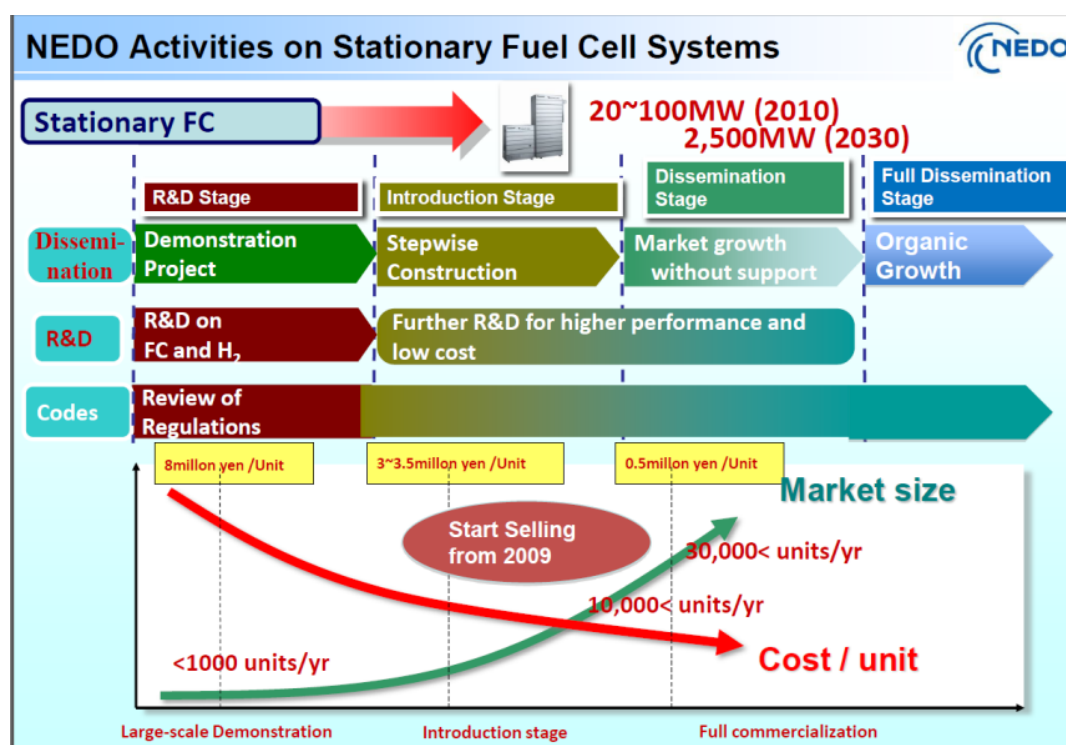 NEDO Activities on Stationary Fuel Cell Systems
NEDO
Stationary FC
20~100MW (2010)
2,500MW (2030)
R&D Stage
Introduction Stage
Dissemination
Stage
Full Dissemination
Stage
Dissemi-
nation
Demonstration
Project
Stepwise
Construction
Market growth
without support
Organic
Growth
R&D
R&D on
FC and H₂
Further R&D for higher performance and
low cost
Codes
Review of
Regulations
8millon yen /Unit
3~3.5millon yen /Unit
0.5millon yen /Unit
Market size
Start Selling
from 2009
30,000< units/yr
10,000< units/yr
<1000 units/yr
Cost / unit
Large-scale Demonstration
Introduction stage
Full commercialization